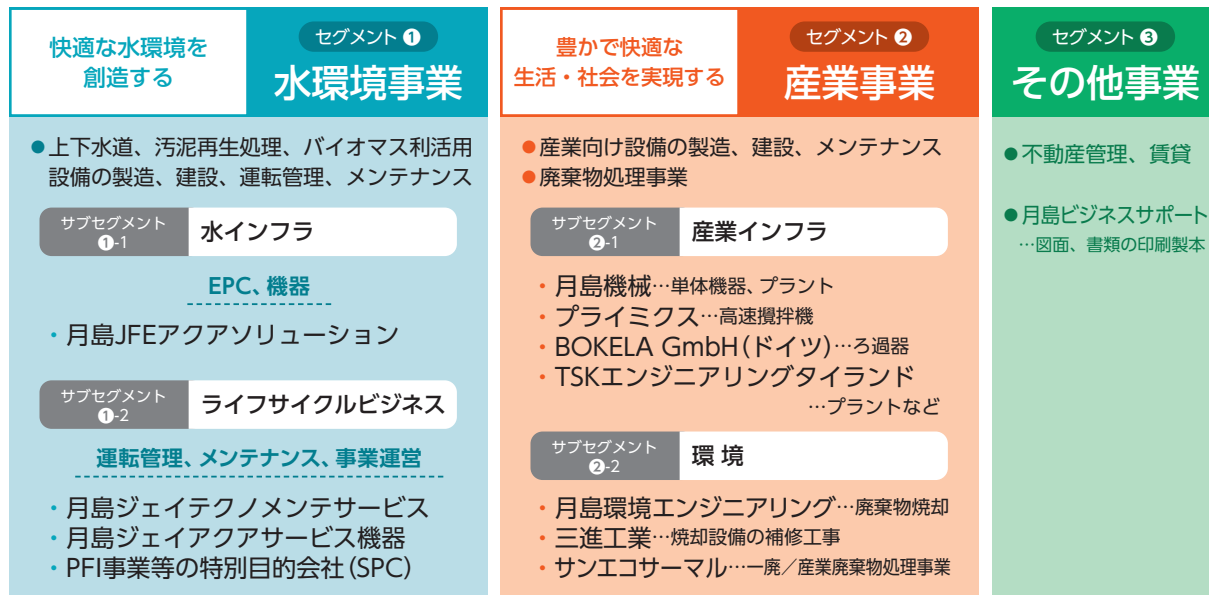 快適な水環境を
創造する
セグメント ❶
水環境事業
●上下水道、汚泥再生処理、バイオマス利活用
設備の製造、建設、運転管理、メンテナンス
サブセグメント
❶-1
水インフラ
EPC、機器
・月島JFEアクアソリューション
サブセグメント
❶-2
ライフサイクルビジネス
運転管理、メンテナンス、事業運営
・月島ジェイテクノメンテサービス
・月島ジェイアクアサービス機器
・PFI事業等の特別目的会社(SPC)
豊かで快適な
生活・社会を実現する
セグメント ❷
産業事業
●産業向け設備の製造、建設、メンテナンス
●廃棄物処理事業
サブセグメント
❷-1
産業インフラ
・月島機械…単体機器、プラント
・プライミクス…高速攪拌機
・BOKELA GmbH(ドイツ)…ろ過器
・TSKエンジニアリングタイランド
…プラントなど
サブセグメント
❷-2
環 境
・月島環境エンジニアリング…廃棄物焼却
・三進工業…焼却設備の補修工事
・サンエコサーマル…一廃／産業廃棄物処理事業
セグメント ❸
その他事業
●不動産管理、賃貸
●月島ビジネスサポート
…図面、書類の印刷製本